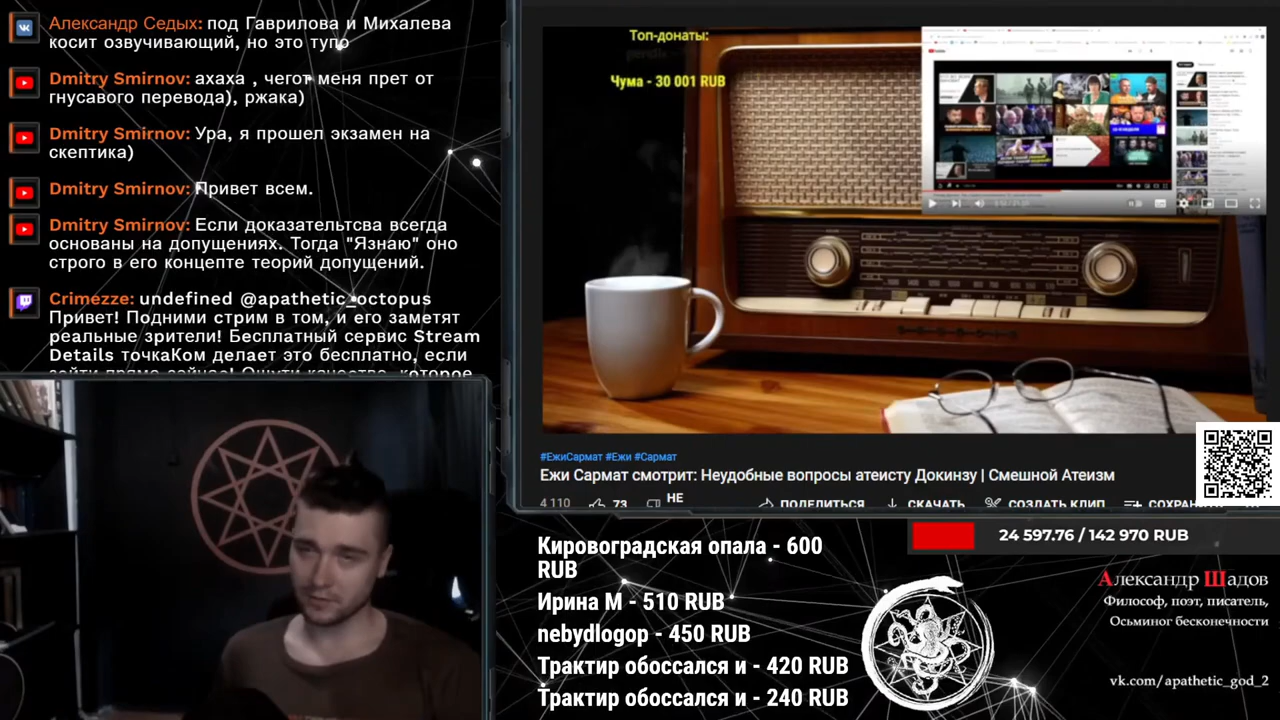 Александр Седых: под Гаврилова и Михалева
косит озвучивающий, но это тупо
Dmitry Smirnov: ахаха , чегот меня прет от
гнусавого перевода), ржака)
Dmitry Smirnov: Ура, я прошел экзамен на
скептика)
Dmitry Smirnov: Привет всем.
Dmitry Smirnov: Если доказательтсва всегда
основаны на допущениях. Тогда "Язнаю" оно
строго в его концепте теорий допущений.
Crimezze: undefined @apathetic_octopus
Привет! Подними стрим в том, и его заметят
реальные зрители! Бесплатный сервис Stream
Details точкаКом делает это бесплатно, если
Топ-донаты:
Чума - 30 001 RUB
#ЕжиСармат #Ежи #Сармат
Ежи Сармат смотрит: Неудобные вопросы атеисту Докинзу | Смешной Атеизм
4 110 73 НЕ ПОДЕЛИТЬСЯ СКАЧАТЬ СОЗДАТЬ КЛИП
24 597.76 / 142 970 RUB
Кировоградская опала - 600
RUB
Ирина М - 510 RUB
nebydlogop - 450 RUB
Трактир обоссался и - 420 RUB
Трактир обоссался и - 240 RUB
Александр Шадов
Философ, поэт, писатель,
Осьминог бесконечности
vk.com/apathetic_god_2